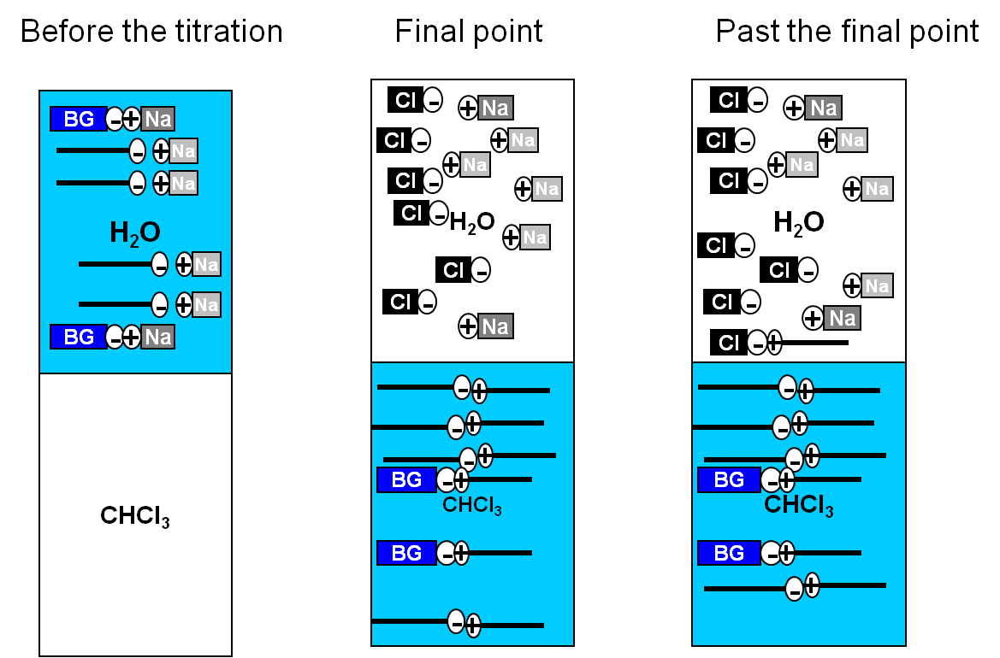 Before the titration
BG - + Na
- + Na
- + Na
H₂O
- + Na
- + Na
BG - + Na
CHCl₃
Final point
Cl - + Na
Cl - + Na
+ Na
Cl - + Na
Cl - H₂O
+ Na
Cl -
Cl -
+ Na
- +
- +
- +
BG - +
CHCl₃
BG - +
- +
Past the final point
Cl - + Na
Cl - + Na
+ Na
Cl - + Na
H₂O
Cl -
Cl -
+ Na
Cl -
+ Na
Cl - +
- +
- +
- +
BG - +
CHCl₃
BG - +
- +